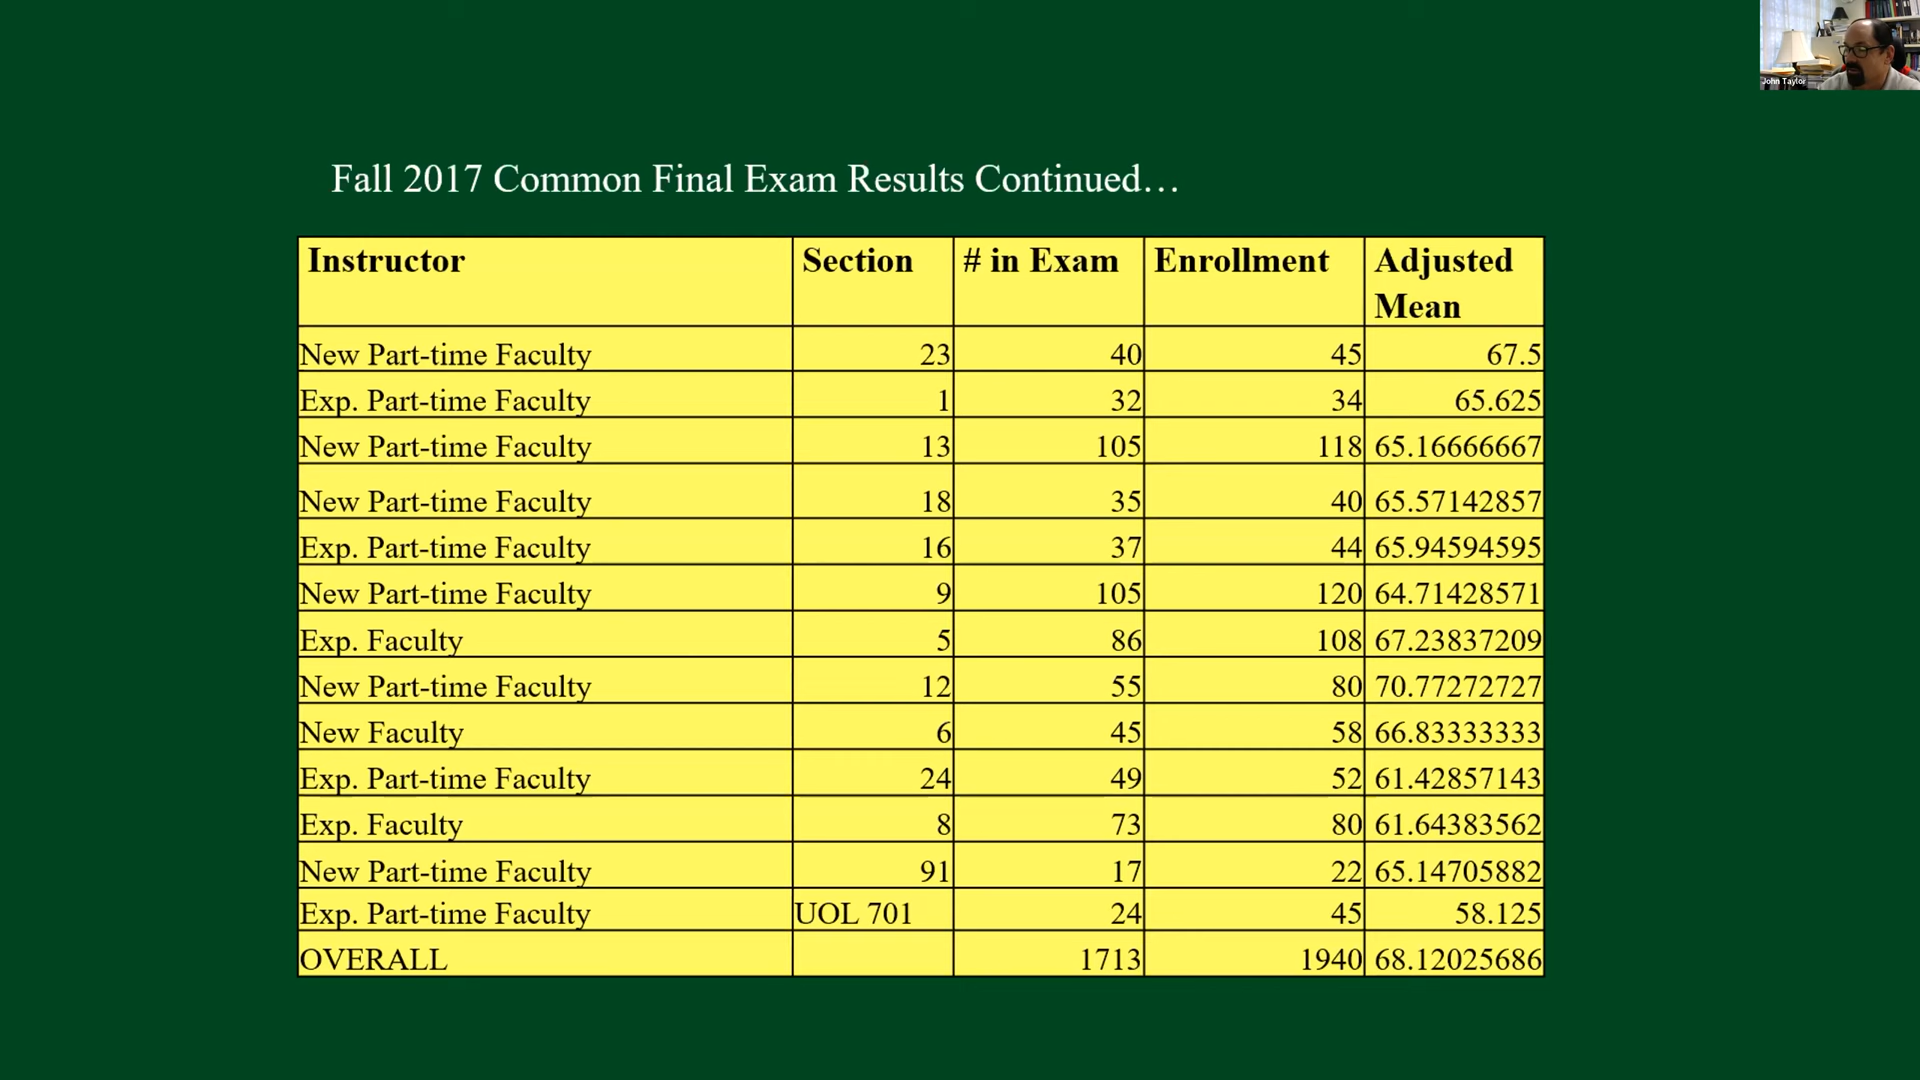 John Taylor
Fall 2017 Common Final Exam Results Continued…
Instructor Section # in Exam Enrollment Adjusted Mean
New Part-time Faculty 23 40 45 67.5
Exp. Part-time Faculty 1 32 34 65.625
New Part-time Faculty 13 105 118 65.16666667
New Part-time Faculty 18 35 40 65.57142857
Exp. Part-time Faculty 16 37 44 65.94594595
New Part-time Faculty 9 105 120 64.71428571
Exp. Faculty 5 86 108 67.23837209
New Part-time Faculty 12 55 80 70.77272727
New Faculty 6 45 58 66.83333333
Exp. Part-time Faculty 24 49 52 61.42857143
Exp. Faculty 8 73 80 61.64383562
New Part-time Faculty 91 17 22 65.14705882
Exp. Part-time Faculty UOL 701 24 45 58.125
OVERALL 1713 1940 68.12025686